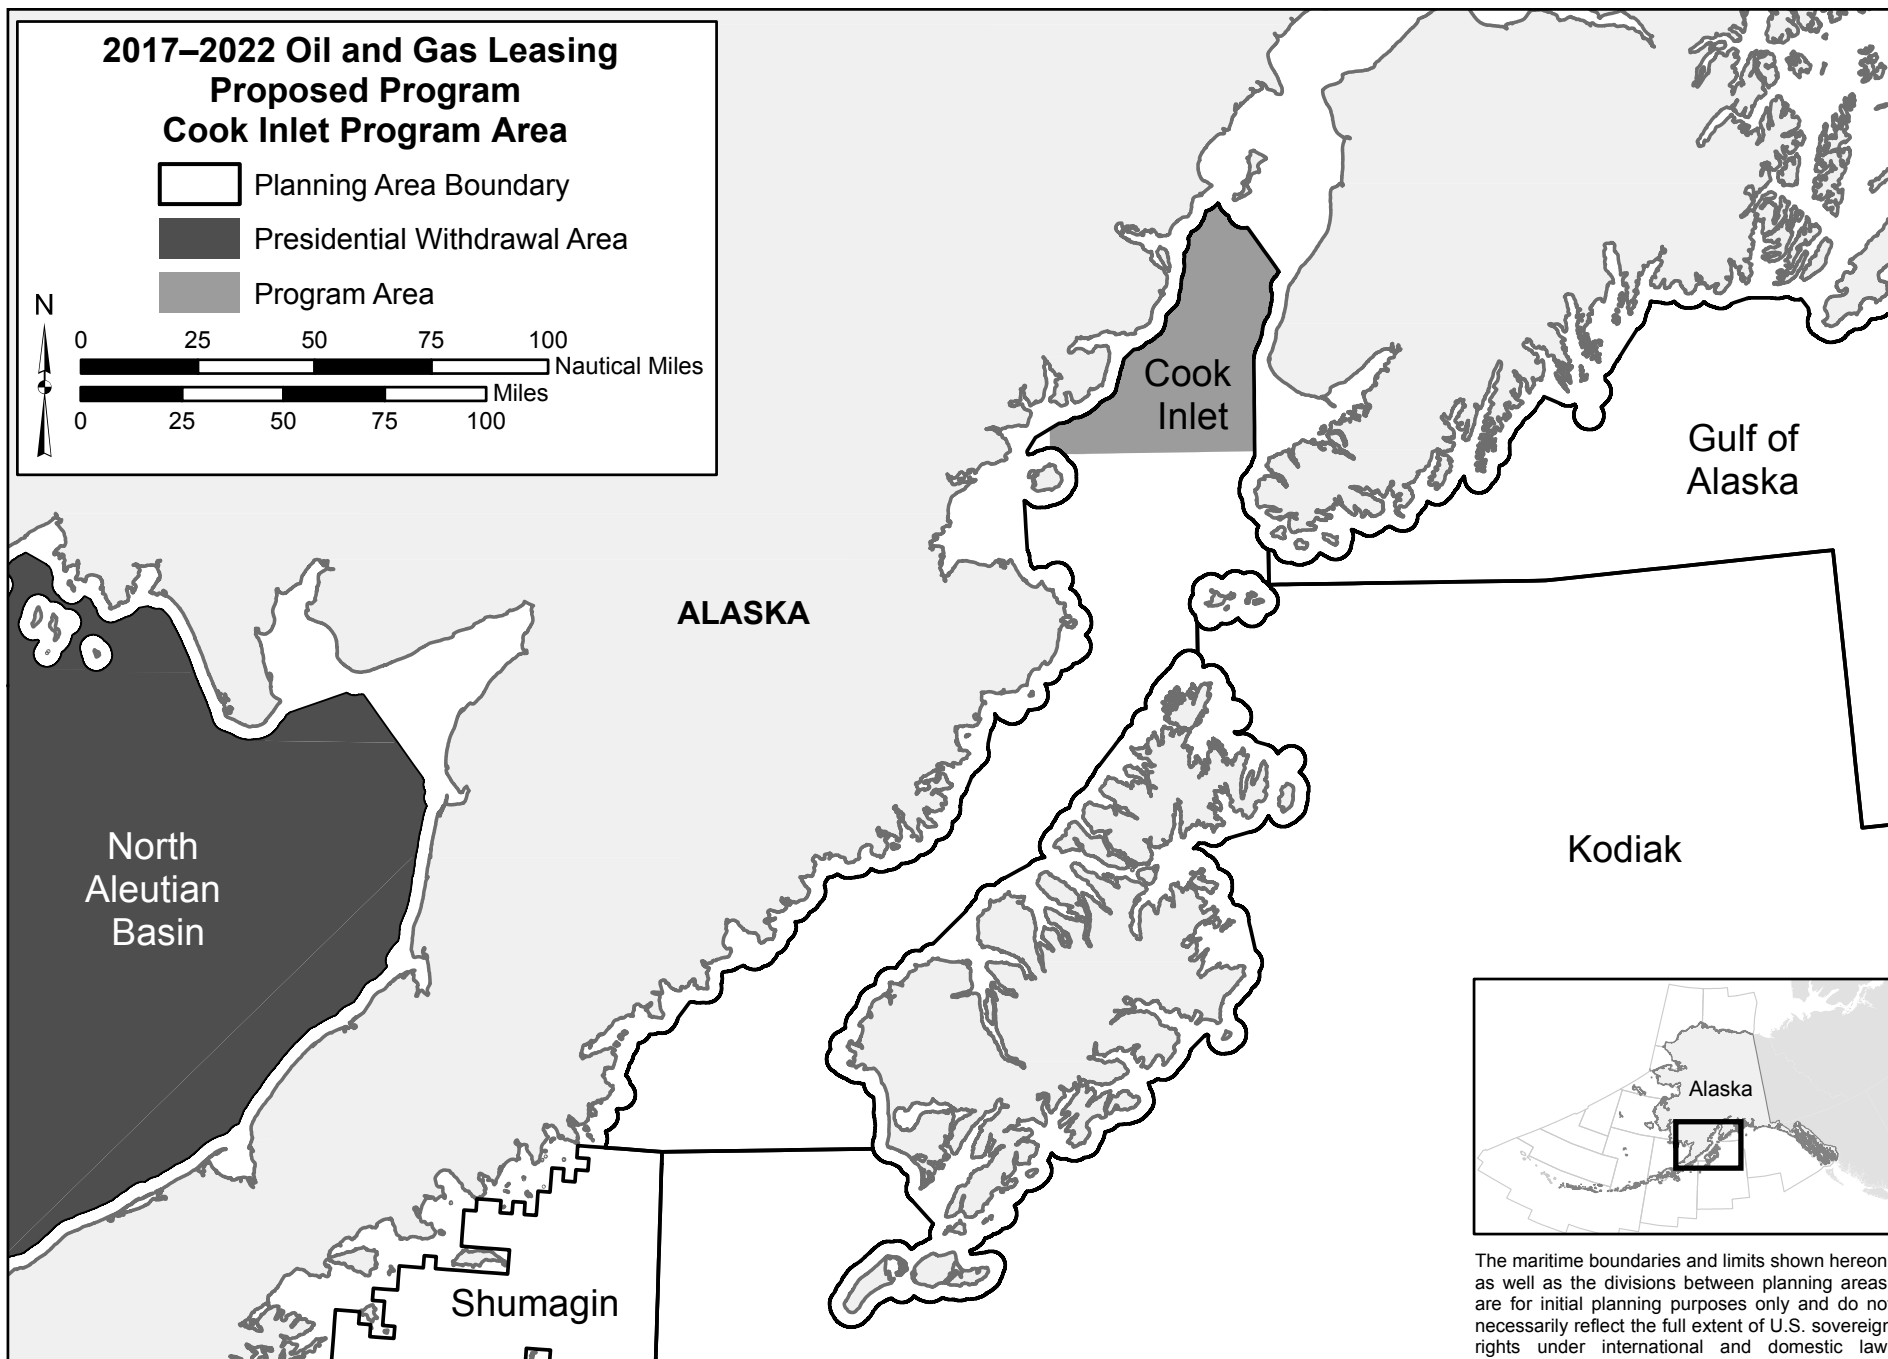 2017–2022 Oil and Gas Leasing
Proposed Program
Cook Inlet Program Area
Planning Area Boundary
Presidential Withdrawal Area
Program Area
N
0 25 50 75 100
Nautical Miles
Miles
0 25 50 75 100
Cook
Inlet
Gulf of
Alaska
ALASKA
North
Aleutian
Basin
Kodiak
Shumagin
Alaska
The maritime boundaries and limits shown hereon
as well as the divisions between planning areas
are for initial planning purposes only and do not
necessarily reflect the full extent of U.S. sovereign
rights under international and domestic law